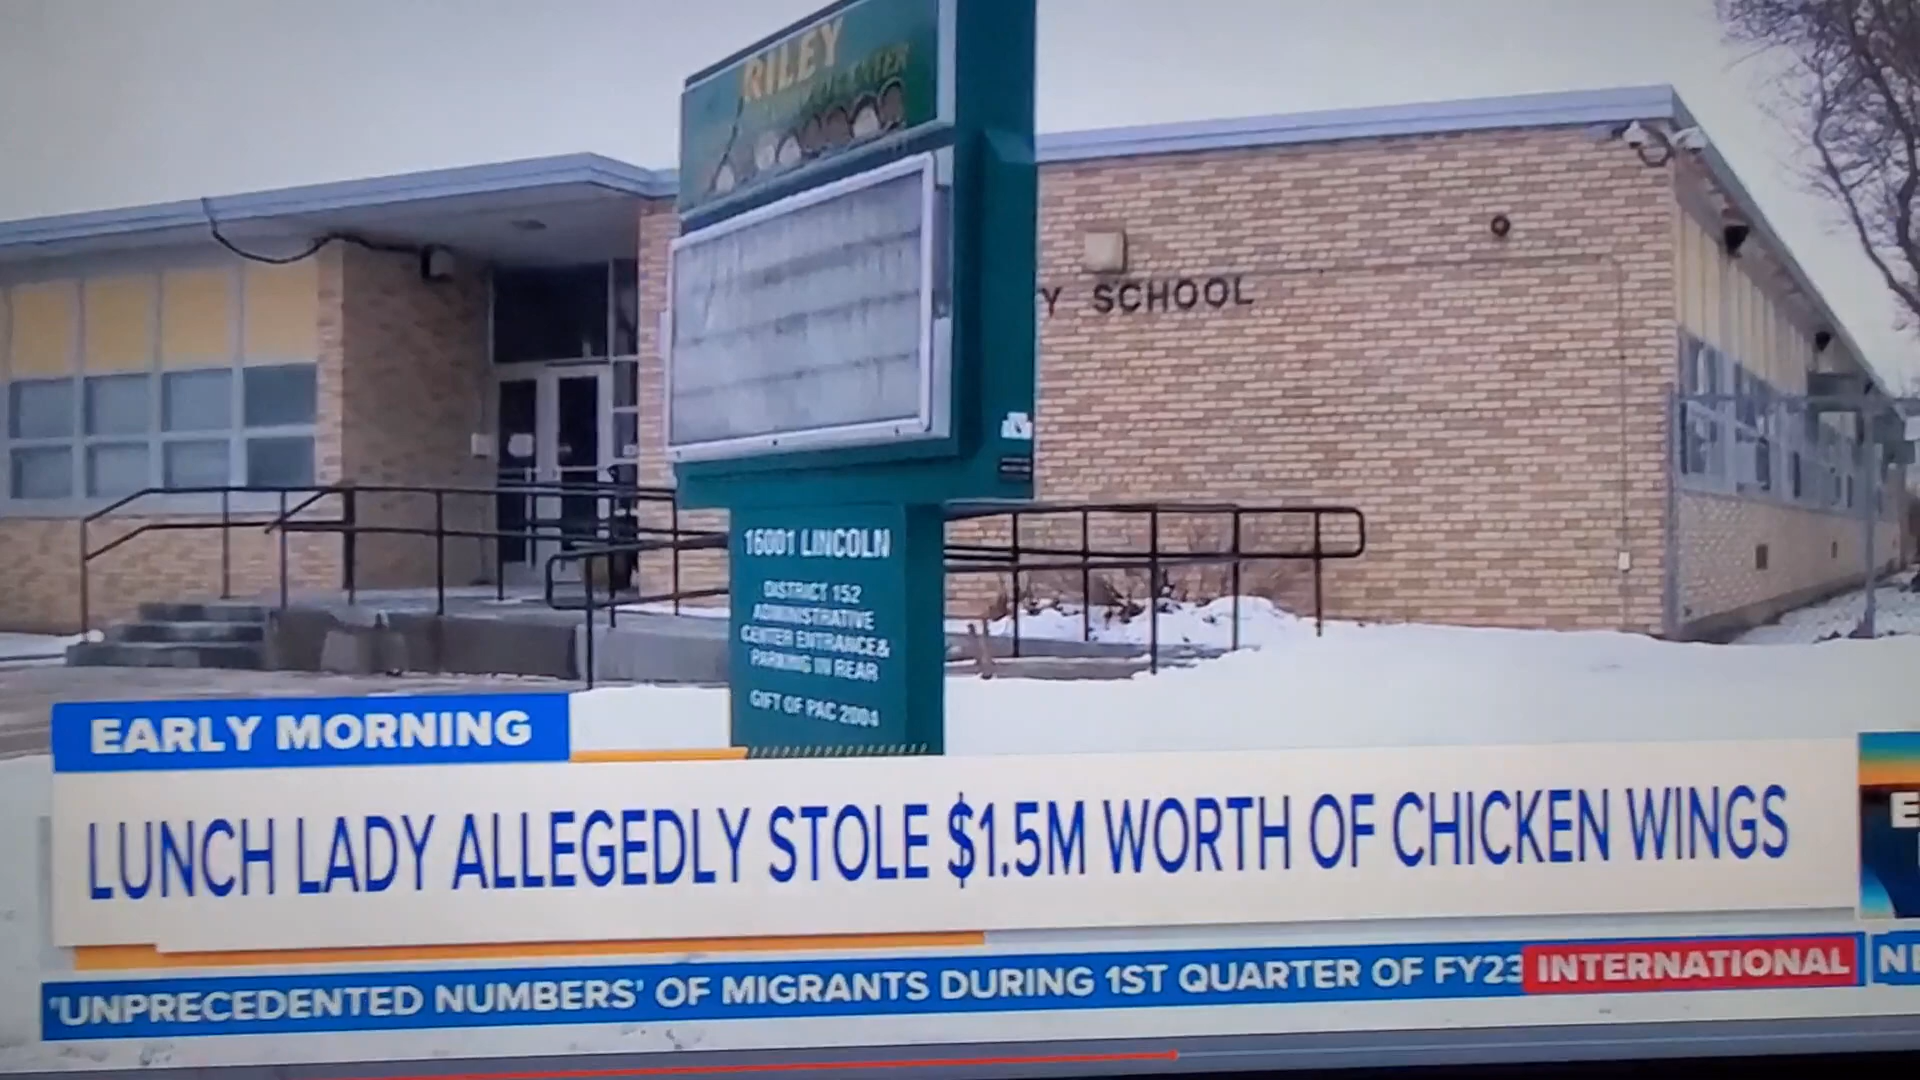 RILEY
Y SCHOOL
16001 LINCOLN
DISTRICT 152
ADMINISTRATIVE
CENTER ENTRANCE &
PARKING IN REAR
GIFT OF PAC 2004
EARLY MORNING
LUNCH LADY ALLEGEDLY STOLE $1.5M WORTH OF CHICKEN WINGS
'UNPRECEDENTED NUMBERS' OF MIGRANTS DURING 1ST QUARTER OF FY23 INTERNATIONAL